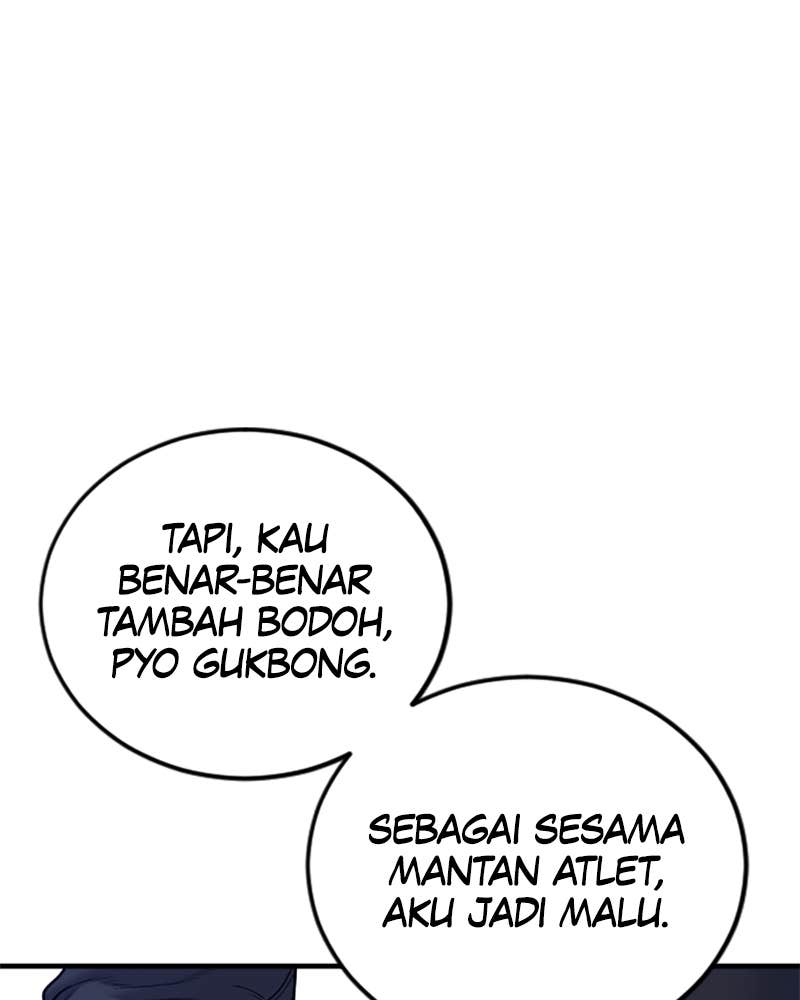 TAPI, KAU
BENAR-BENAR
TAMBAH BODOH,
PYO GUKBONG.
SEBAGAI SESAMA
MANTAN ATLET,
AKU JADI MALU.